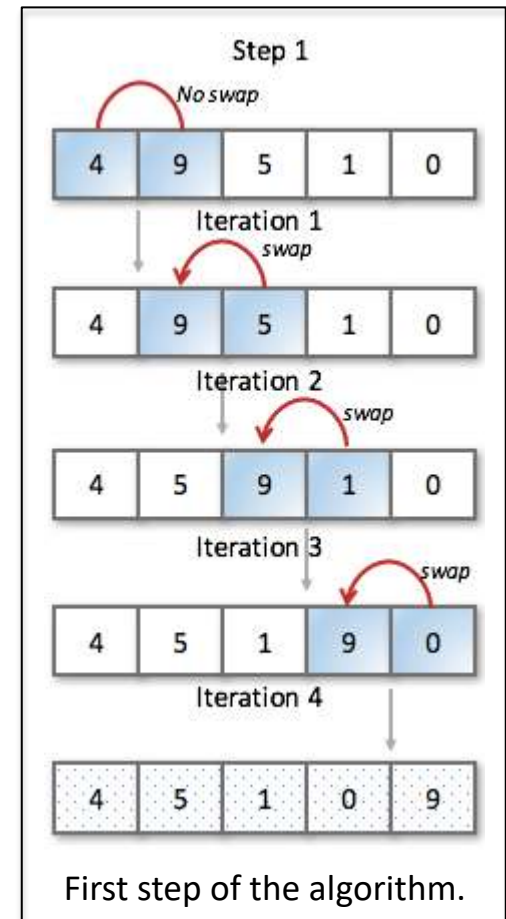 Step 1
No swap
4 9 5 1 0
Iteration 1
swap
4 9 5 1 0
Iteration 2
swap
4 5 9 1 0
Iteration 3
swap
4 5 1 9 0
Iteration 4
4 5 1 0 9
First step of the algorithm.